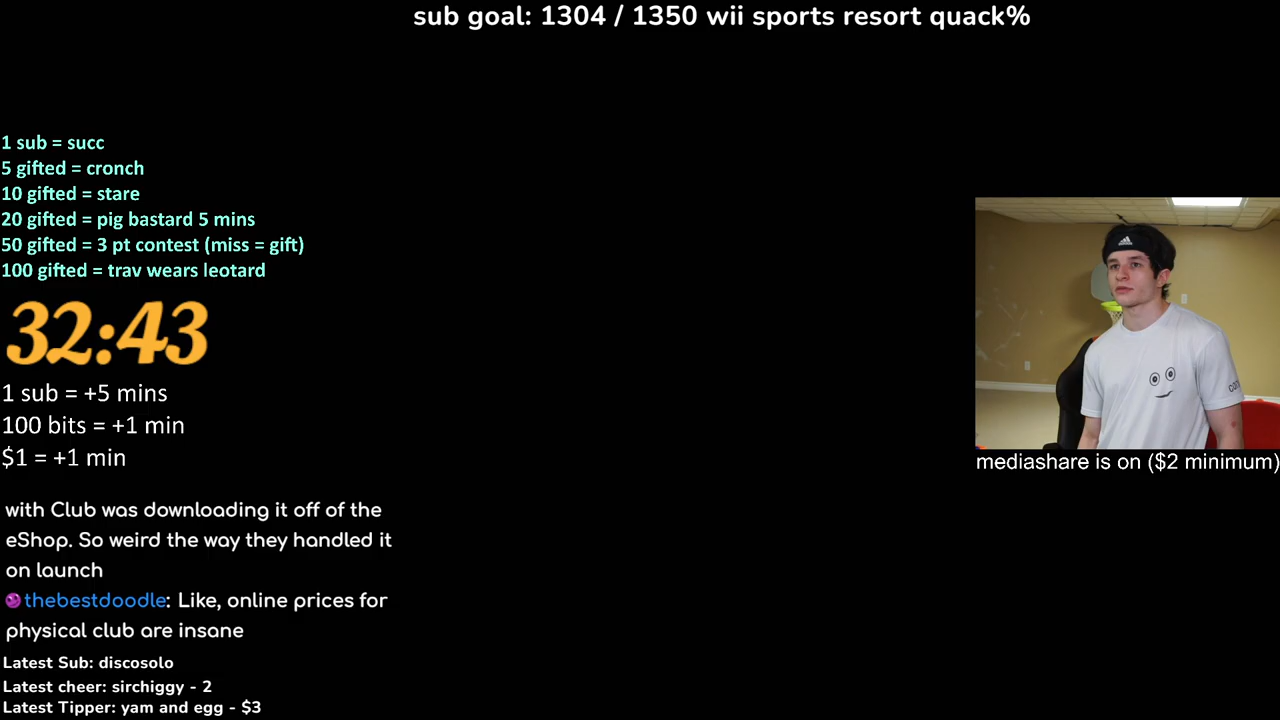 sub goal: 1304 / 1350 wii sports resort quack%
1 sub = succ
5 gifted = cronch
10 gifted = stare
20 gifted = pig bastard 5 mins
50 gifted = 3 pt contest (miss = gift)
100 gifted = trav wears leotard
32:43
1 sub = +5 mins
100 bits = +1 min
$1 = +1 min
mediashare is on ($2 minimum)
with Club was downloading it off of the
eShop. So weird the way they handled it
on launch
thebestdoodle: Like, online prices for
physical club are insane
Latest Sub: discosolo
Latest cheer: sirchiggy - 2
Latest Tipper: yam and egg - $3